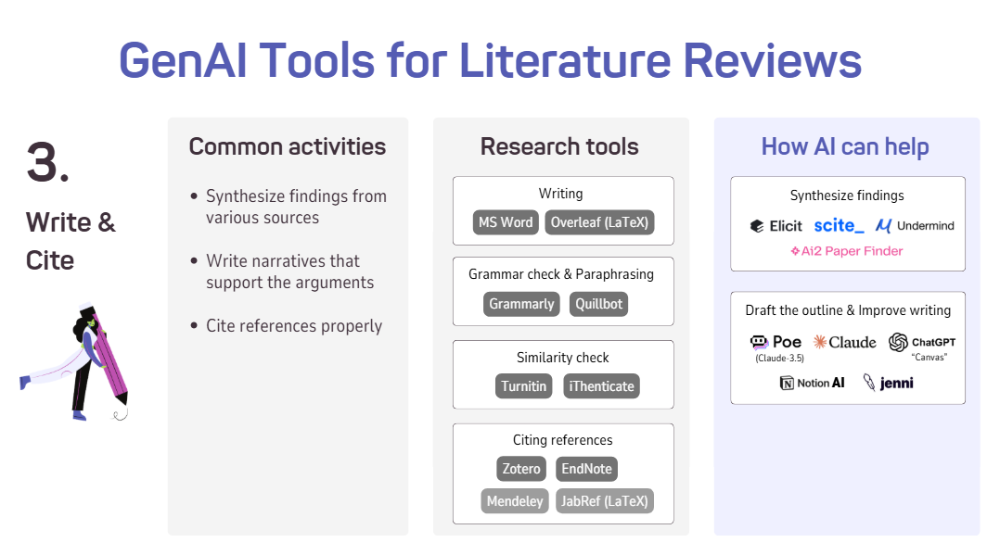 GenAI Tools for Literature Reviews
3.
Write &
Cite
Common activities
• Synthesize findings from
various sources
• Write narratives that
support the arguments
• Cite references properly
Research tools
Writing
MS Word Overleaf (LaTeX)
Grammar check & Paraphrasing
Grammarly Quillbot
Similarity check
Turnitin iThenticate
Citing references
Zotero EndNote
Mendeley JabRef (LaTeX)
How AI can help
Synthesize findings
Elicit scite_ Undermind
Ai2 Paper Finder
Draft the outline & Improve writing
Poe Claude ChatGPT
(Claude-3.5) "Canvas"
Notion AI jenni